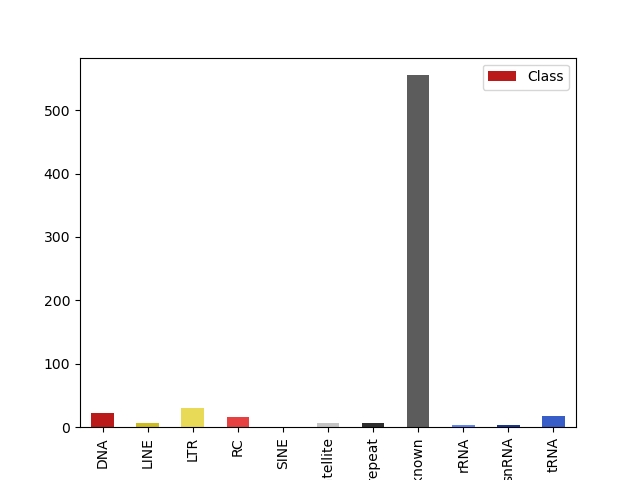 Class
500
400
300
200
100
0
DNA
LINE
LTR
RC
SINE
tellite
repeat
known
rRNA
snRNA
tRNA